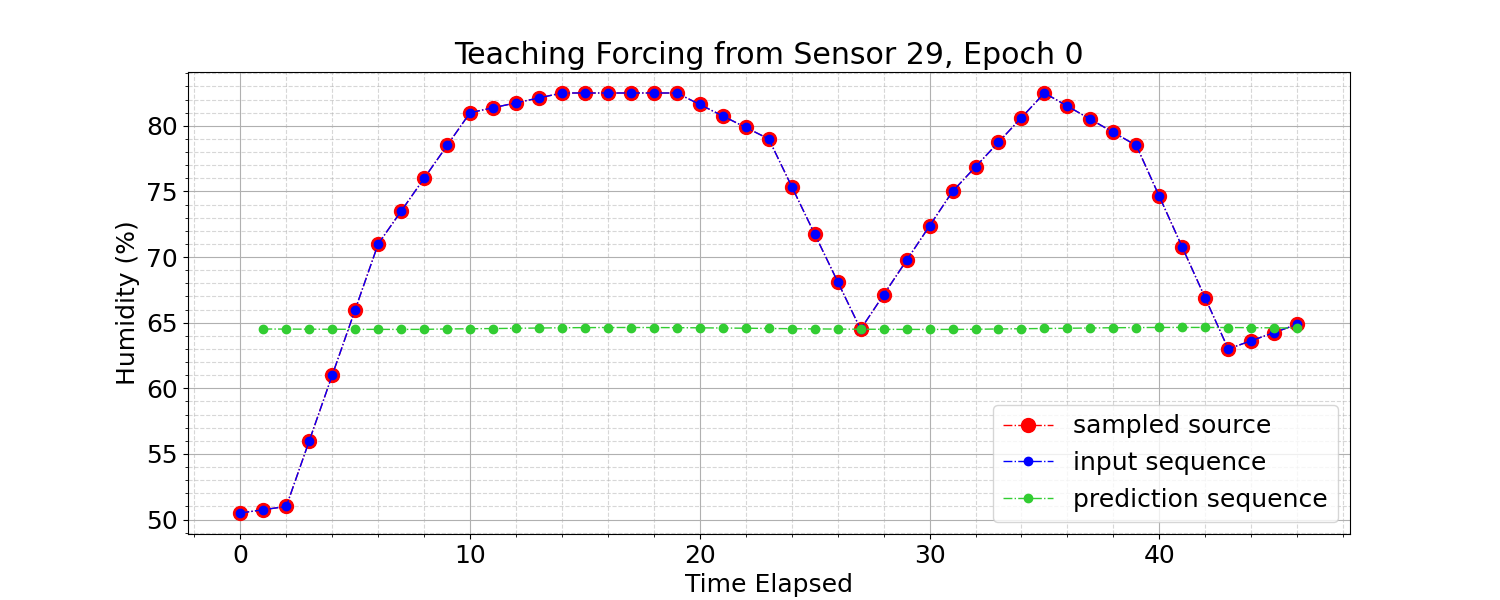 Teaching Forcing from Sensor 29, Epoch 0
Humidity (%)
80
75
70
65
60
55
50
sampled source
input sequence
prediction sequence
0 10 20 30 40
Time Elapsed